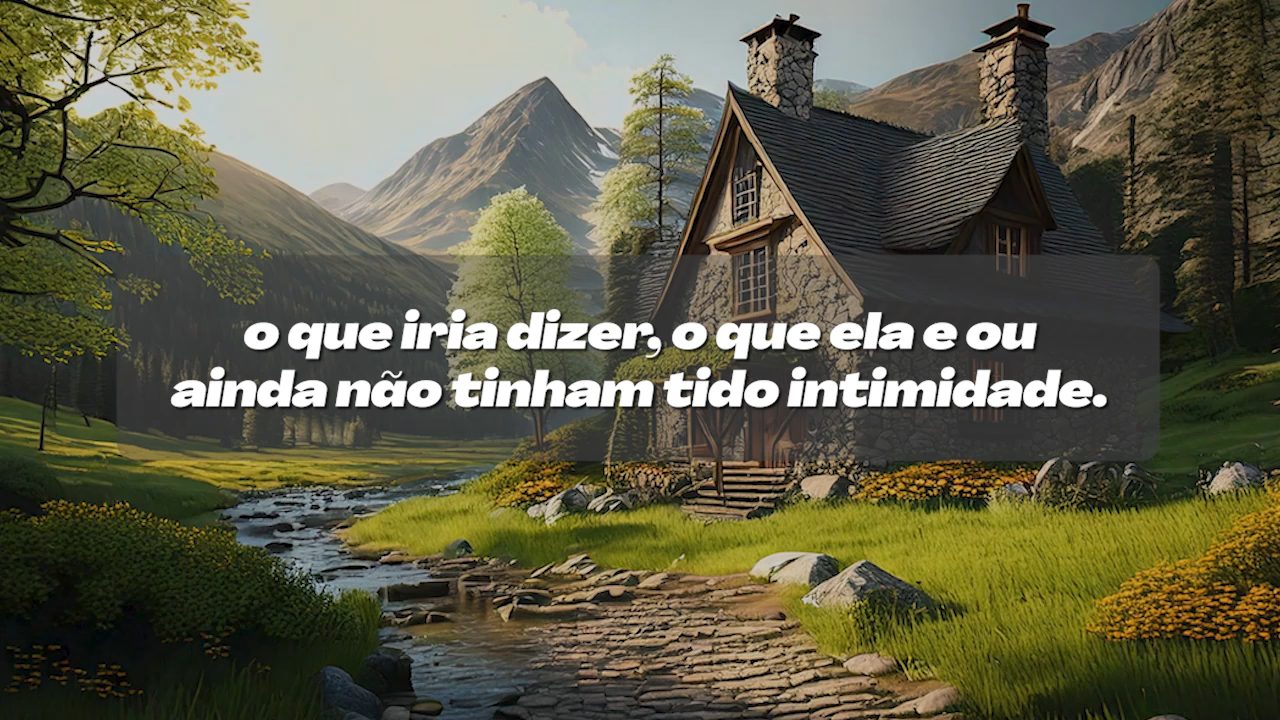 o que iria dizer, o que ela e ou
ainda não tinham tido intimidade.